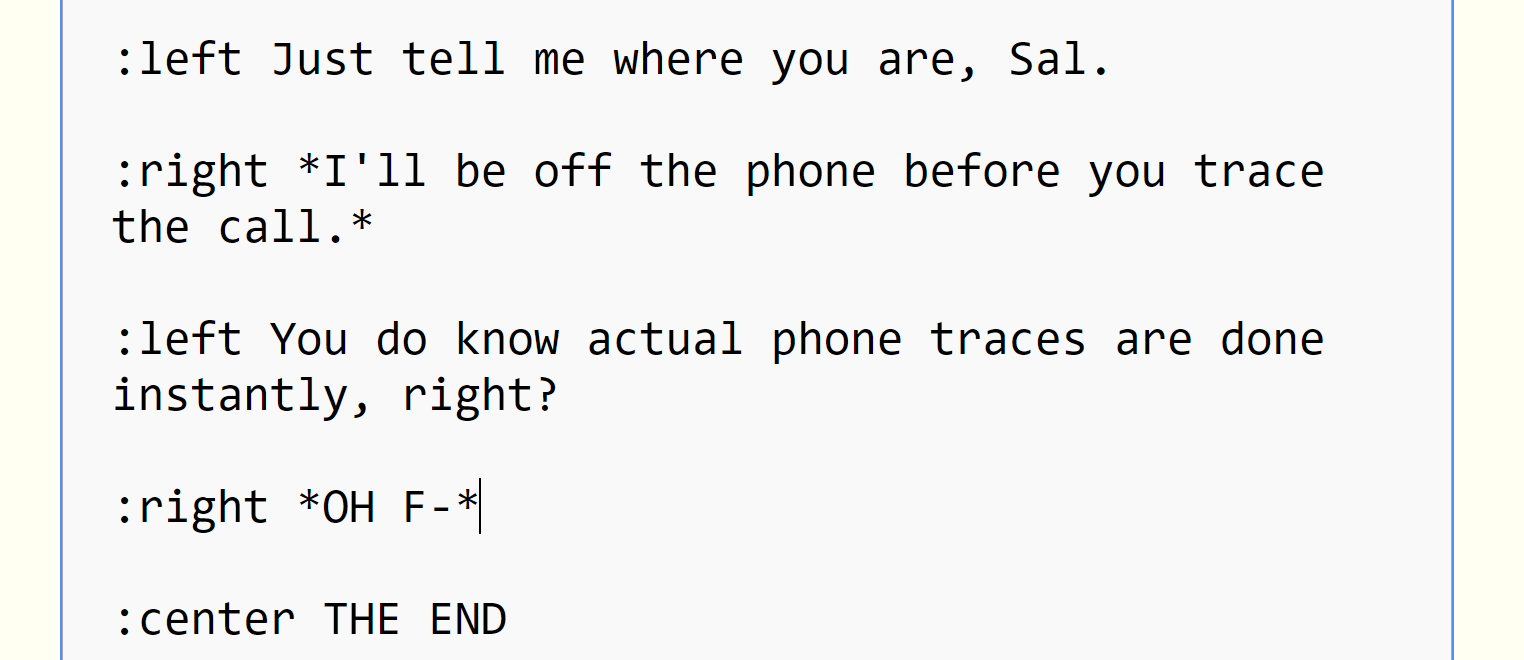 :left Just tell me where you are, Sal.
:right *I'll be off the phone before you trace
the call.*
:left You do know actual phone traces are done
instantly, right?
:right *OH F-*
:center THE END